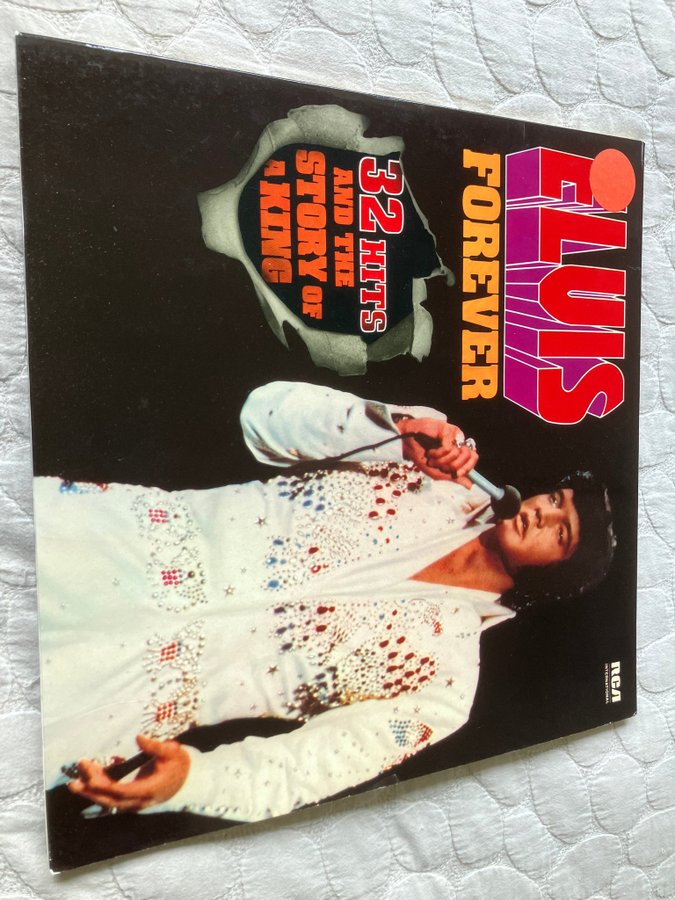 ELVIS
FOREVER
32 HITS
AND THE
STORY OF
A KING
RCA
INTERNATIONAL